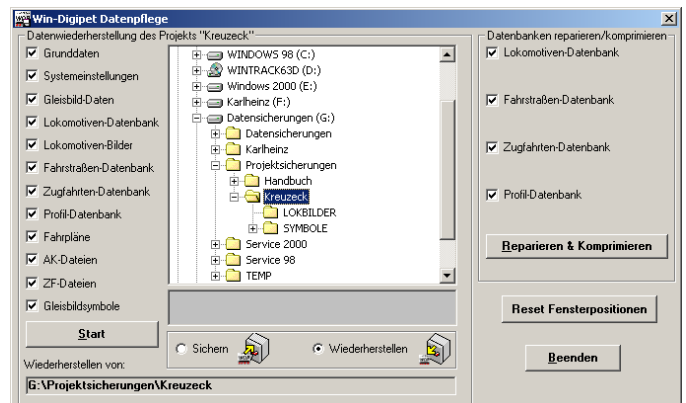 Win-Digipet Datenpflege
Datenwiederherstellung des Projekts "Kreuzeck"
Grunddaten
Systemeinstellungen
Gleisbild-Daten
Lokomotiven-Datenbank
Lokomotiven-Bilder
Fahrstraßen-Datenbank
Zugfahrten-Datenbank
Profil-Datenbank
Fahrpläne
AK-Dateien
ZF-Dateien
Gleisbildsymbole
Start
Wiederherstellen von:
G:\Projektsicherungen\Kreuzeck
WINDOWS 98 (C:)
WINTRACK63D (D:)
Windows 2000 (E:)
Karlheinz (F:)
Datensicherungen (G:)
Datensicherungen
Karlheinz
Projektsicherungen
Handbuch
Kreuzeck
LOKBILDER
SYMBOLE
Service 2000
Service 98
TEMP
Sichern
Wiederherstellen
Datenbanken reparieren/komprimieren
Lokomotiven-Datenbank
Fahrstraßen-Datenbank
Zugfahrten-Datenbank
Profil-Datenbank
Reparieren & Komprimieren
Reset Fensterpositionen
Beenden